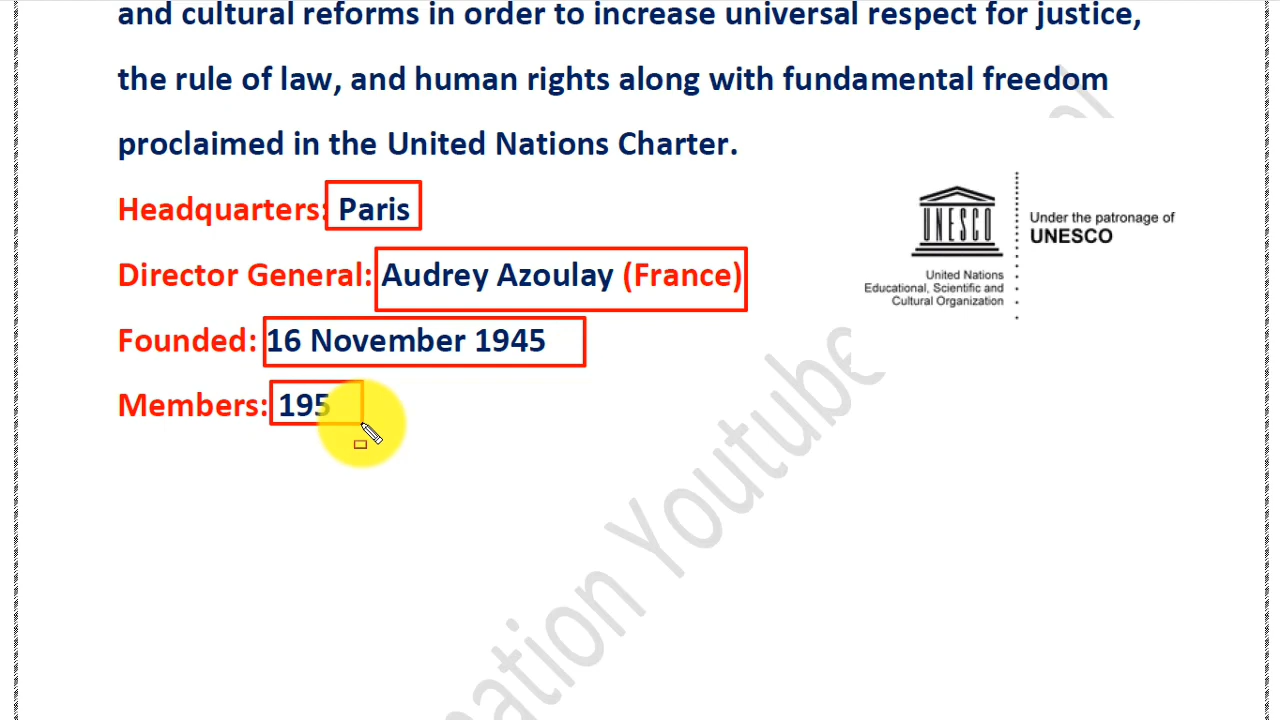 and cultural reforms in order to increase universal respect for justice,
the rule of law, and human rights along with fundamental freedom
proclaimed in the United Nations Charter.
Headquarters: Paris
Director General: Audrey Azoulay (France)
Founded: 16 November 1945
Members: 195
UNESCO
United Nations
Educational, Scientific and
Cultural Organization
Under the patronage of
UNESCO
Youtube